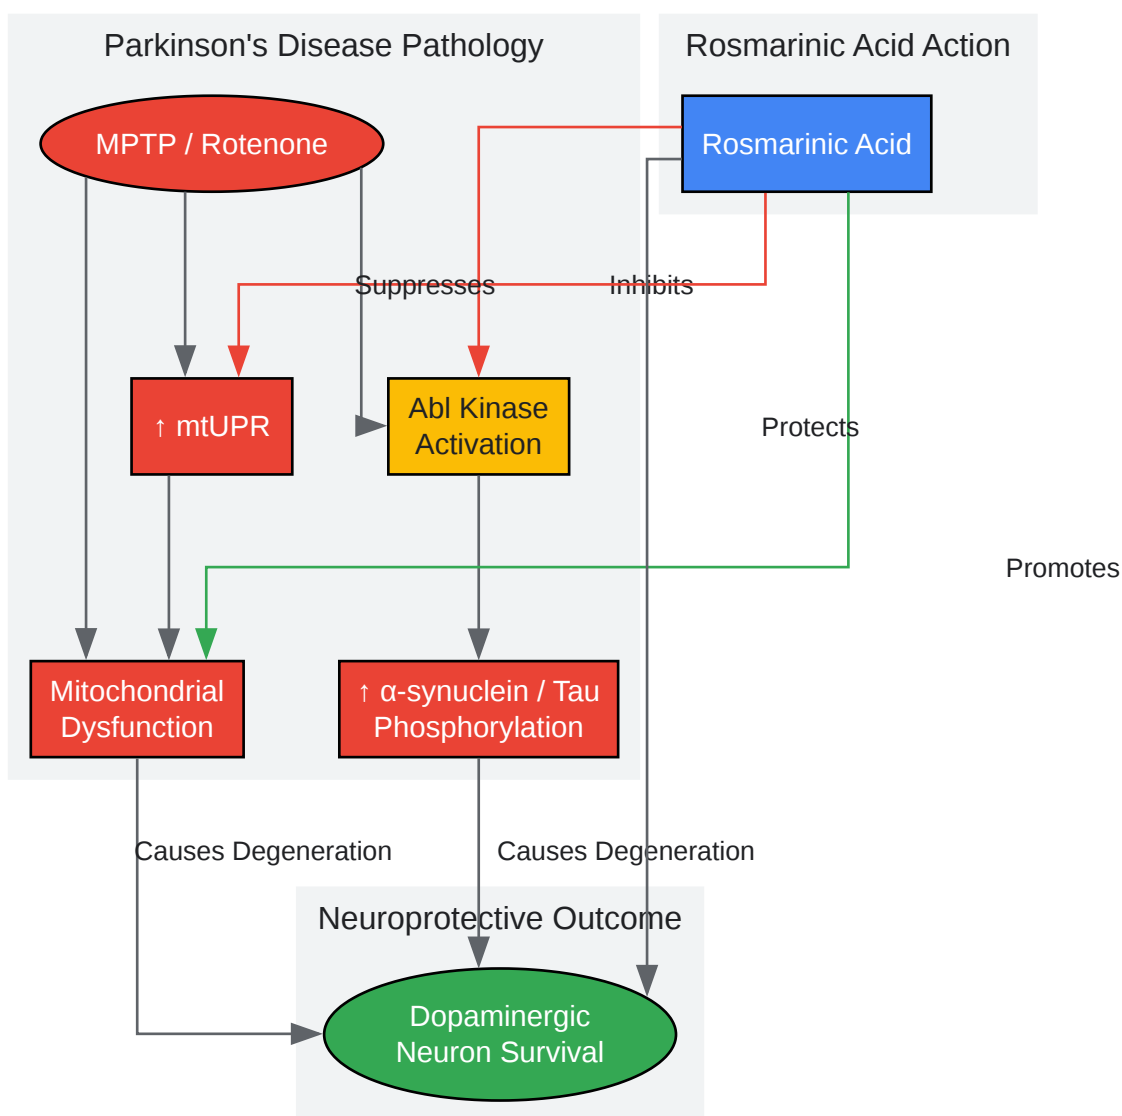 Parkinson's Disease Pathology
Rosmarinic Acid Action
MPTP / Rotenone
Rosmarinic Acid
Suppresses
Inhibits
↑ mtUPR
Abl Kinase
Activation
Protects
Promotes
Mitochondrial
Dysfunction
↑ α-synuclein / Tau
Phosphorylation
Causes Degeneration
Causes Degeneration
Neuroprotective Outcome
Dopaminergic
Neuron Survival